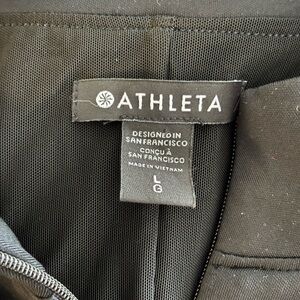 ATHLETA
DESIGNED IN
SAN FRANCISCO
CONÇU À
SAN FRANCISCO
MADE IN VIETNAM
L
G